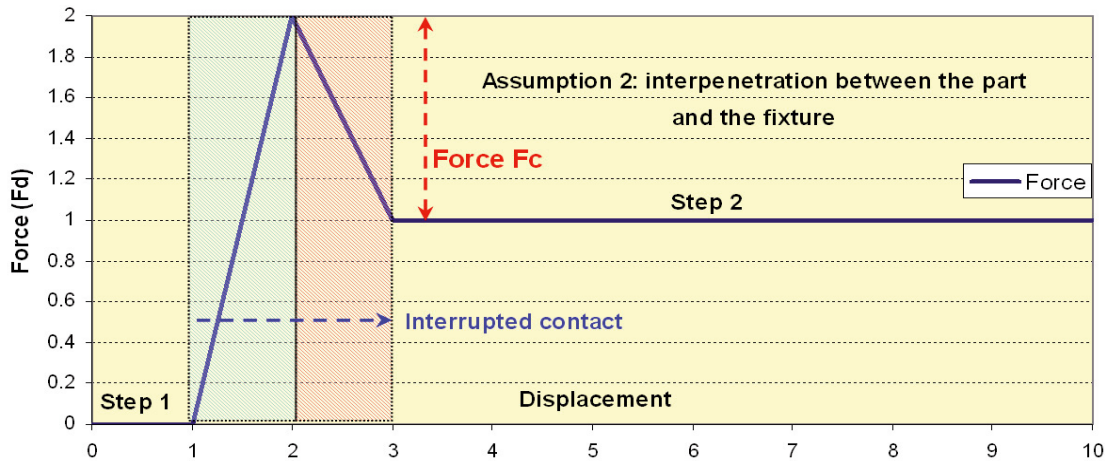 2
1.8
1.6
1.4
1.2
1
0.8
0.6
0.4
0.2
0
Force (Fd)
Assumption 2: interpenetration between the part
and the fixture
Force Fc
Force
Step 2
Interrupted contact
Step 1
Displacement
0 1 2 3 4 5 6 7 8 9 10